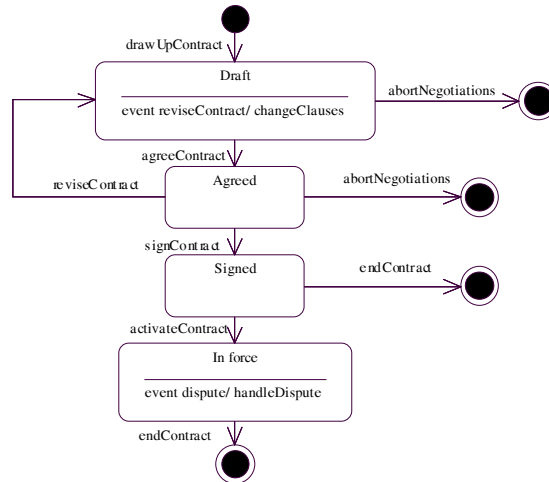 drawUpContract
Draft
abortNegotiations
event reviseContract/ changeClauses
agreeContract
reviseContract
Agreed
abortNegotiations
signContract
Signed
endContract
activateContract
In force
event dispute/ handleDispute
endContract